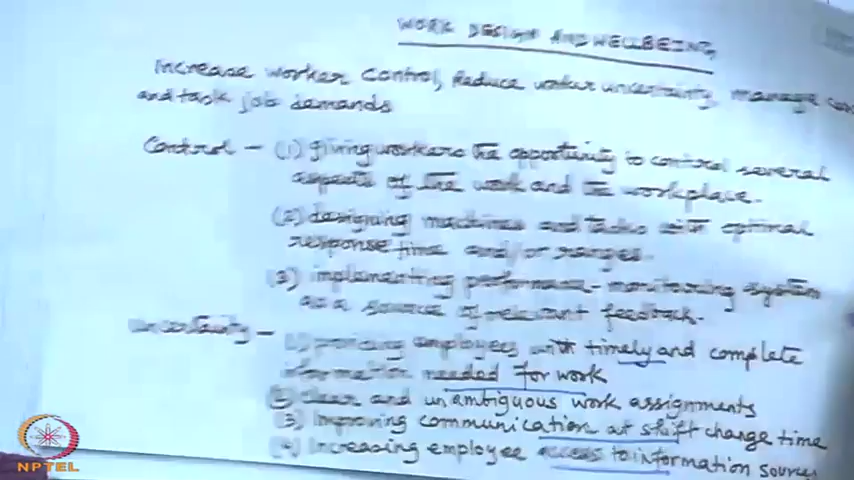 WORK DESIGN AND WELLBEING
Increase worker control, Reduce worker uncertainty, manage
and task job demands
Control - (1) giving workers the opportunity to control several
aspects of the work and the workplace.
(2) designing machines and tasks with optimal
response time and/or ranges.
(3) implementing performance-monitoring system
as a source of relevant feedback.
Uncertainty - (1) providing employees with timely and complete
information needed for work
(2) clear and unambiguous work assignments
(3) Improving communication at shift change time
(4) Increasing employee access to information
NPTEL